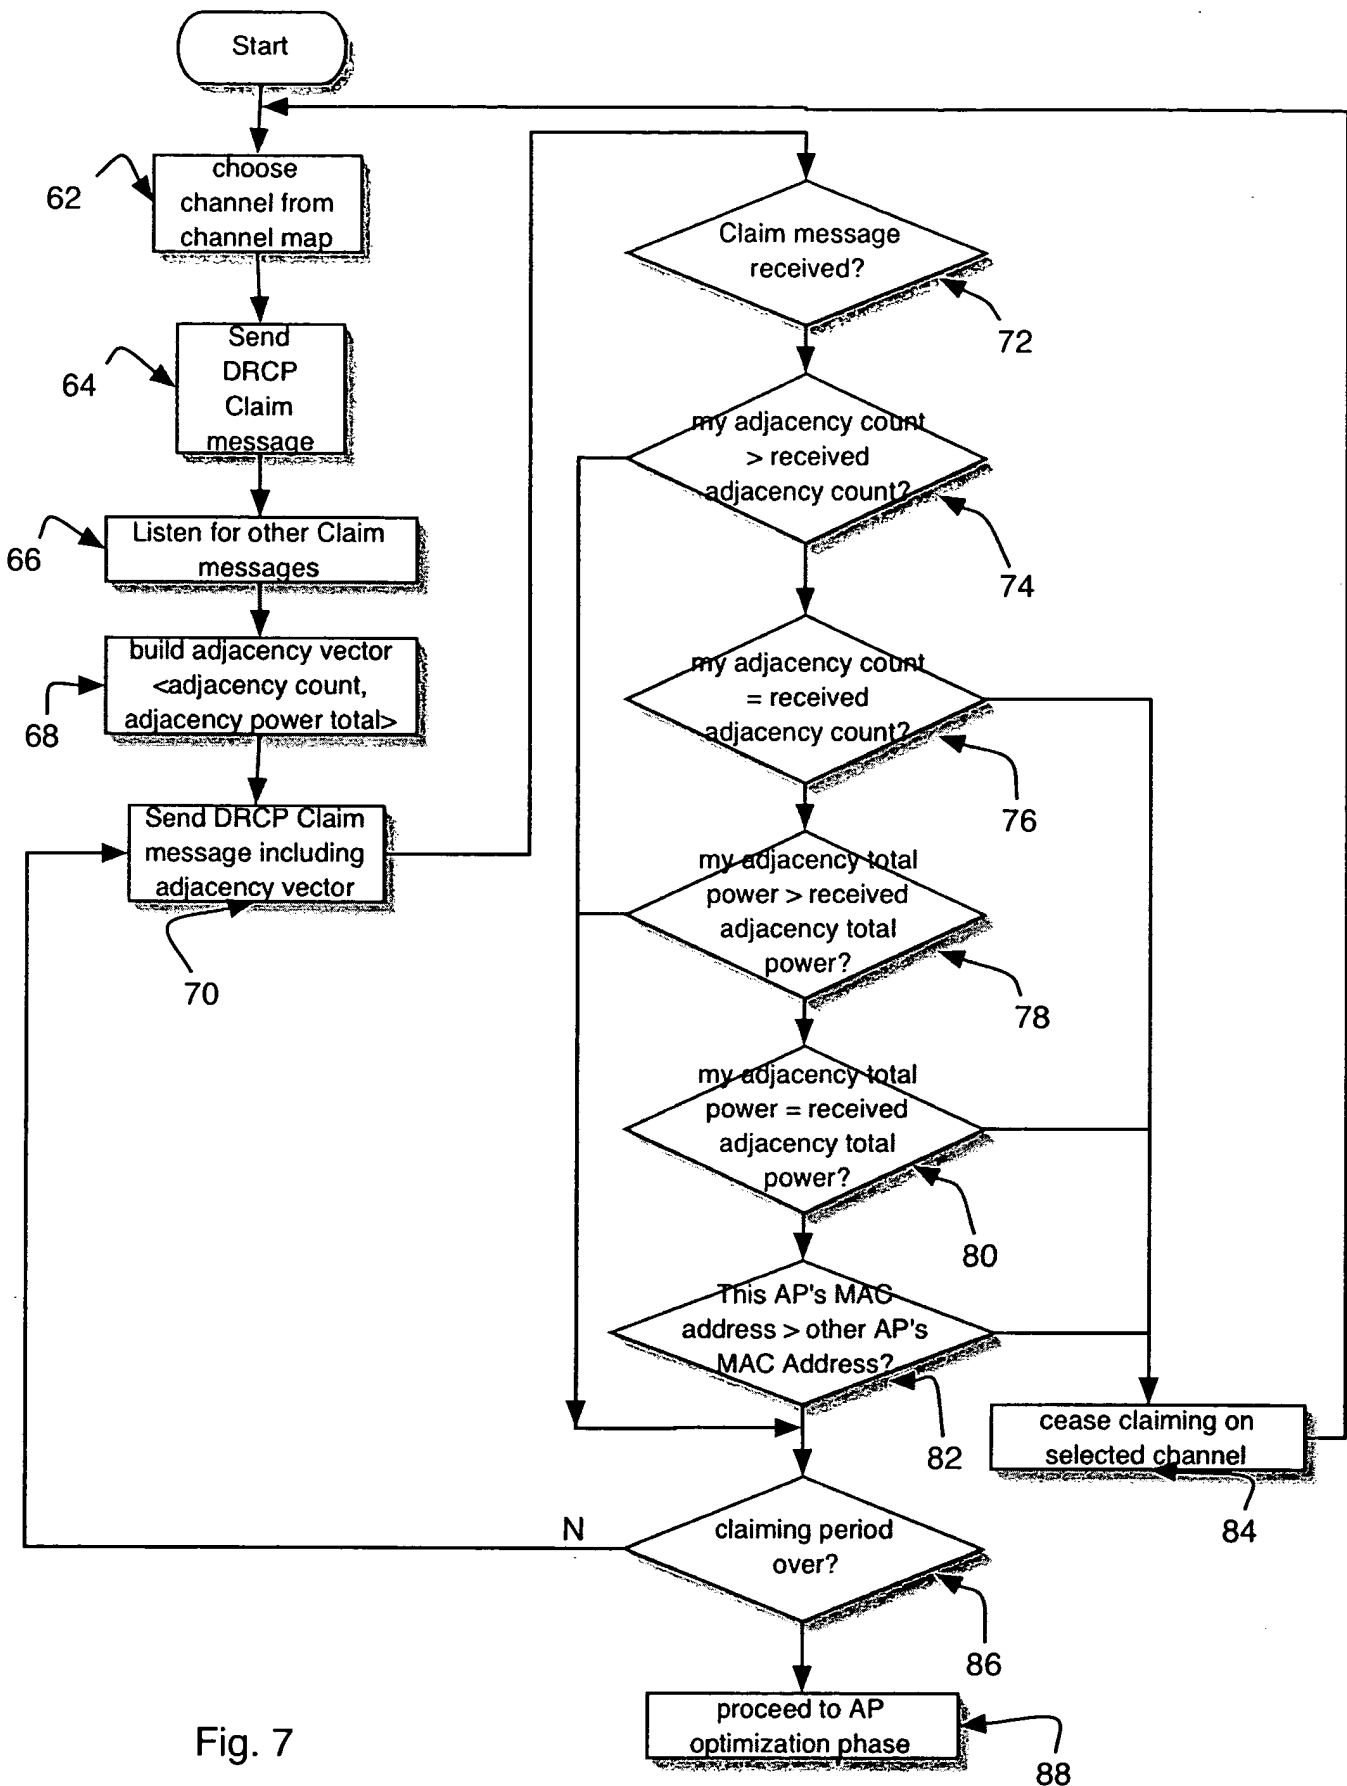 Start
choose
channel from
channel map
62
Send
DRCP
Claim
message
64
Listen for other Claim
messages
66
build adjacency vector
<adjacency count,
adjacency power total>
68
Send DRCP Claim
message including
adjacency vector
70
Claim message
received?
72
my adjacency count
> received
adjacency count?
74
my adjacency count
= received
adjacency count?
76
my adjacency total
power > received
adjacency total
power?
78
my adjacency total
power = received
adjacency total
power?
80
This AP's MAC
address > other AP's
MAC Address?
82
cease claiming on
selected channel
84
N
claiming period
over?
86
proceed to AP
optimization phase
88
Fig. 7